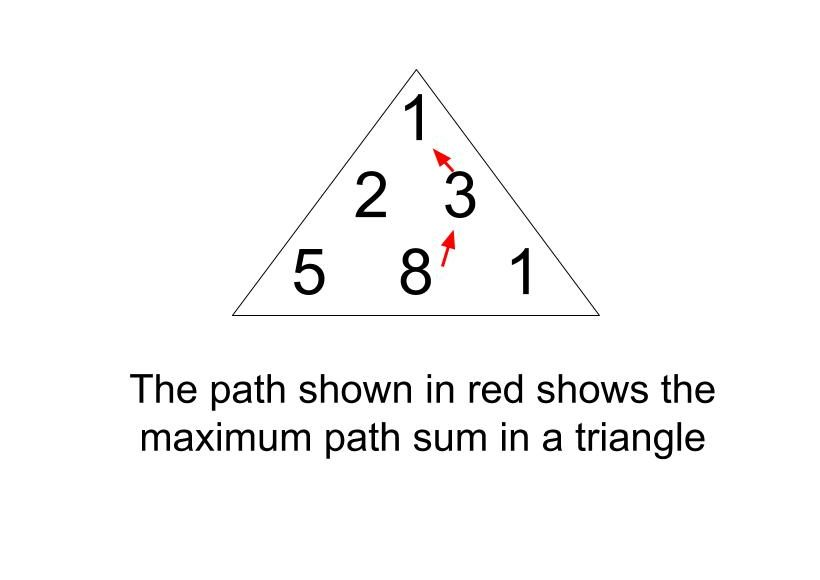 1
2 3
5 8 1
The path shown in red shows the
maximum path sum in a triangle